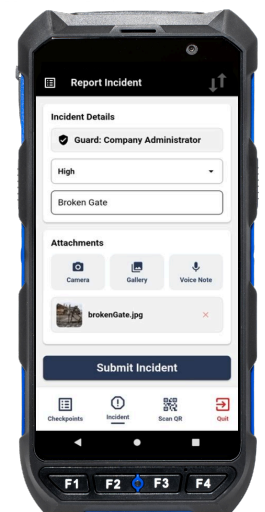 Report Incident
Incident Details
Guard: Company Administrator
High
Broken Gate
Attachments
Camera Gallery Voice Note
brokenGate.jpg ×
Submit Incident
Checkpoints Incident Scan QR Quit
F1 F2 F3 F4